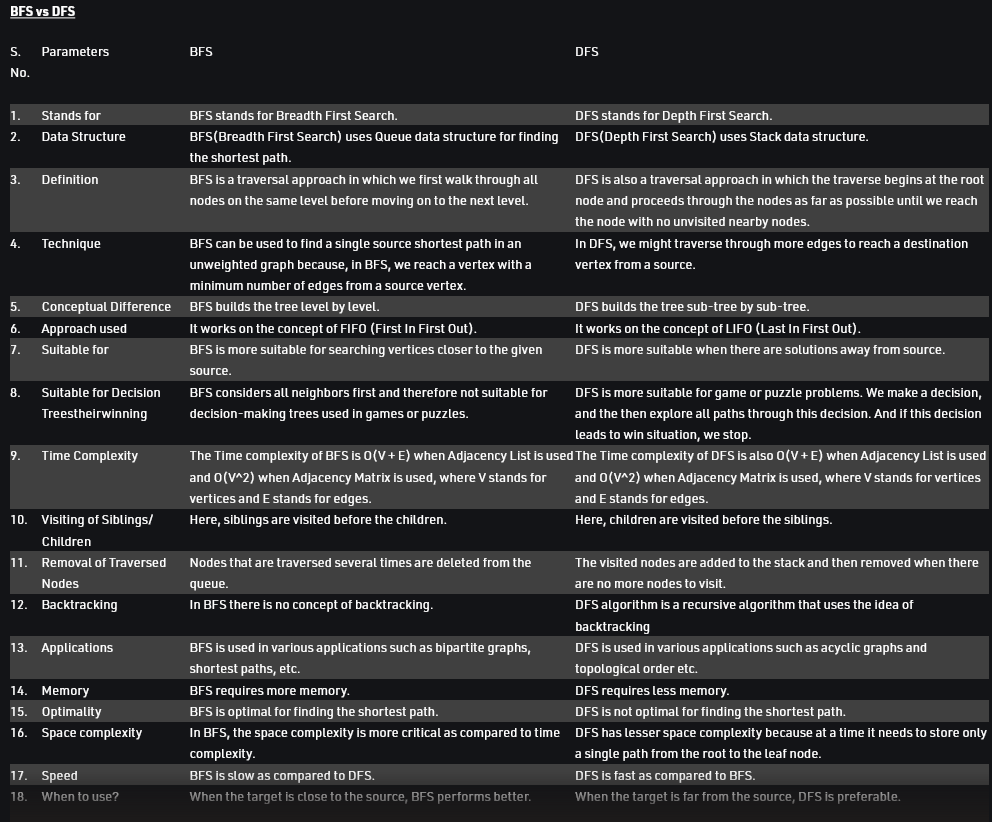 BFS vs DFS
S. No. Parameters BFS DFS
1. Stands for BFS stands for Breadth First Search. DFS stands for Depth First Search.
2. Data Structure BFS(Breadth First Search) uses Queue data structure for finding DFS(Depth First Search) uses Stack data structure.
the shortest path.
3. Definition BFS is a traversal approach in which we first walk through all DFS is also a traversal approach in which the traverse begins at the root
nodes on the same level before moving on to the next level. node and proceeds through the nodes as far as possible until we reach
the node with no unvisited nearby nodes.
4. Technique BFS can be used to find a single source shortest path in an In DFS, we might traverse through more edges to reach a destination
unweighted graph because, in BFS, we reach a vertex with a vertex from a source.
minimum number of edges from a source vertex.
5. Conceptual Difference BFS builds the tree level by level. DFS builds the tree sub-tree by sub-tree.
6. Approach used It works on the concept of FIFO (First In First Out). It works on the concept of LIFO (Last In First Out).
7. Suitable for BFS is more suitable for searching vertices closer to the given DFS is more suitable when there are solutions away from source.
source.
8. Suitable for Decision BFS considers all neighbors first and therefore not suitable for DFS is more suitable for game or puzzle problems. We make a decision,
Treestheirwinning decision-making trees used in games or puzzles. and the then explore all paths through this decision. And if this decision
leads to win situation, we stop.
9. Time Complexity The Time complexity of BFS is O(V + E) when Adjacency List is used The Time complexity of DFS is also O(V + E) when Adjacency List is used
and O(V^2) when Adjacency Matrix is used, where V stands for and O(V^2) when Adjacency Matrix is used, where V stands for vertices
vertices and E stands for edges. and E stands for edges.
10. Visiting of Siblings/ Here, siblings are visited before the children. Here, children are visited before the siblings.
Children
11. Removal of Traversed Nodes that are traversed several times are deleted from the The visited nodes are added to the stack and then removed when there
Nodes queue. are no more nodes to visit.
12. Backtracking In BFS there is no concept of backtracking. DFS algorithm is a recursive algorithm that uses the idea of
backtracking
13. Applications BFS is used in various applications such as bipartite graphs, DFS is used in various applications such as acyclic graphs and
shortest paths, etc. topological order etc.
14. Memory BFS requires more memory. DFS requires less memory.
15. Optimality BFS is optimal for finding the shortest path. DFS is not optimal for finding the shortest path.
16. Space complexity In BFS, the space complexity is more critical as compared to time DFS has lesser space complexity because at a time it needs to store only
complexity. a single path from the root to the leaf node.
17. Speed BFS is slow as compared to DFS. DFS is fast as compared to BFS.
18. When to use? When the target is close to the source, BFS performs better. When the target is far from the source, DFS is preferable.